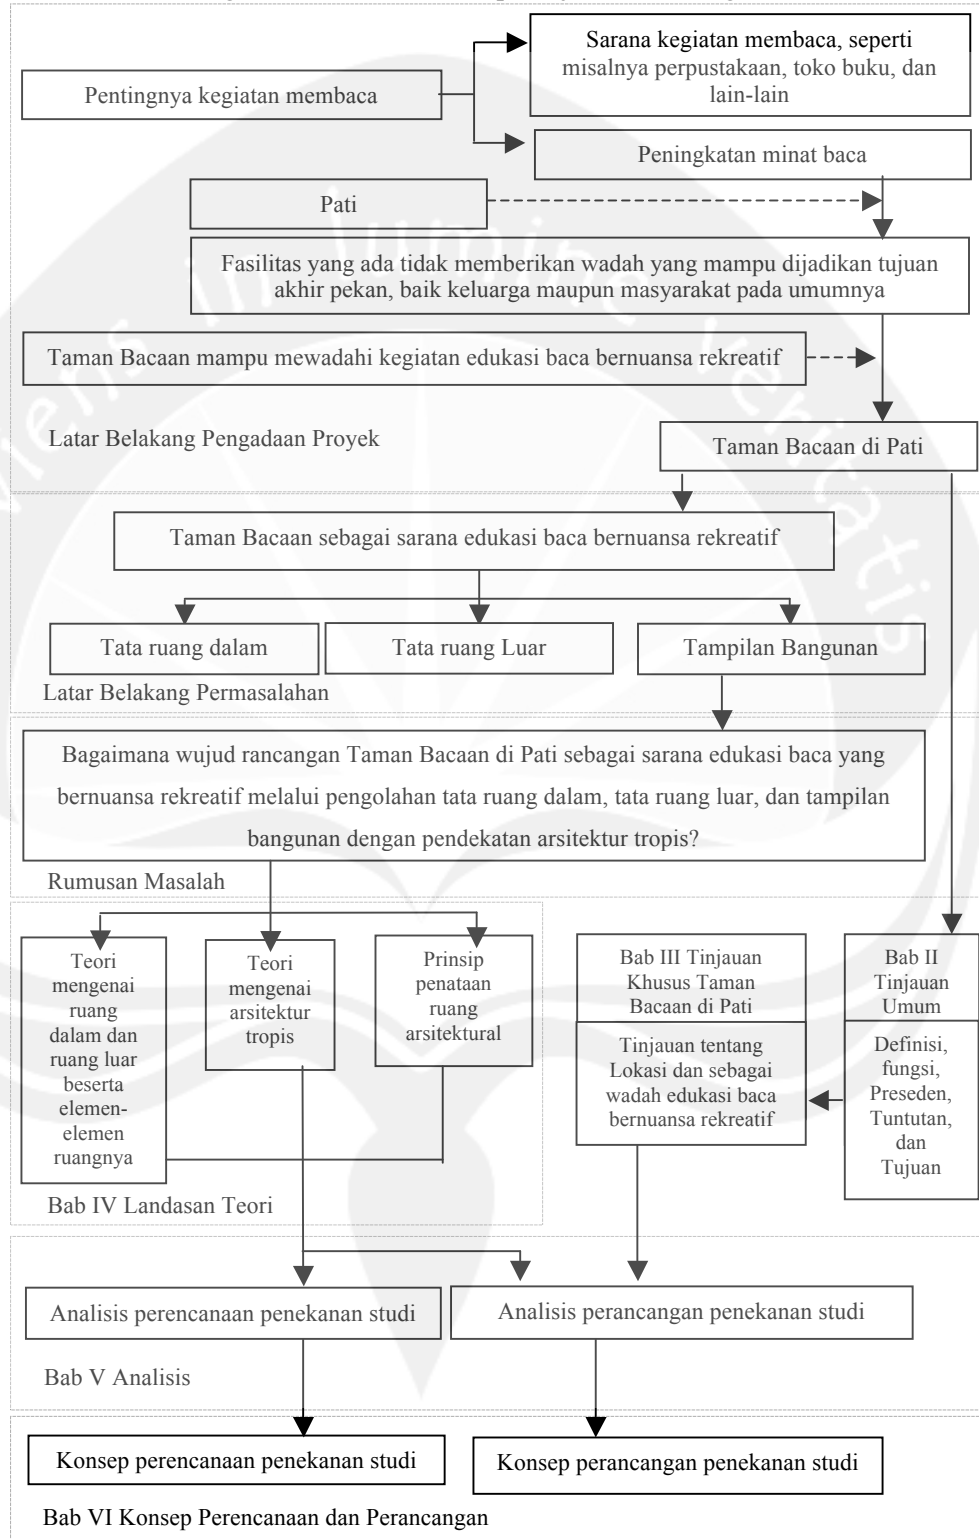 Sarana kegiatan membaca, seperti
misalnya perpustakaan, toko buku, dan
lain-lain
Pentingnya kegiatan membaca
Peningkatan minat baca
Pati
Fasilitas yang ada tidak memberikan wadah yang mampu dijadikan tujuan
akhir pekan, baik keluarga maupun masyarakat pada umumnya
Taman Bacaan mampu mewadahi kegiatan edukasi baca bernuansa rekreatif
Latar Belakang Pengadaan Proyek
Taman Bacaan di Pati
Taman Bacaan sebagai sarana edukasi baca bernuansa rekreatif
Tata ruang dalam
Tata ruang Luar
Tampilan Bangunan
Latar Belakang Permasalahan
Bagaimana wujud rancangan Taman Bacaan di Pati sebagai sarana edukasi baca yang
bernuansa rekreatif melalui pengolahan tata ruang dalam, tata ruang luar, dan tampilan
bangunan dengan pendekatan arsitektur tropis?
Rumusan Masalah
Teori
mengenai
ruang
dalam dan
ruang luar
beserta
elemen-
elemen
ruangnya
Teori
mengenai
arsitektur
tropis
Prinsip
penataan
ruang
arsitektural
Bab IV Landasan Teori
Bab III Tinjauan
Khusus Taman
Bacaan di Pati
Tinjauan tentang
Lokasi dan sebagai
wadah edukasi baca
bernuansa rekreatif
Bab II
Tinjauan
Umum
Definisi,
fungsi,
Preseden,
Tuntutan,
dan
Tujuan
Analisis perencanaan penekanan studi
Analisis perancangan penekanan studi
Bab V Analisis
Konsep perencanaan penekanan studi
Konsep perancangan penekanan studi
Bab VI Konsep Perencanaan dan Perancangan
in lumine veritatis